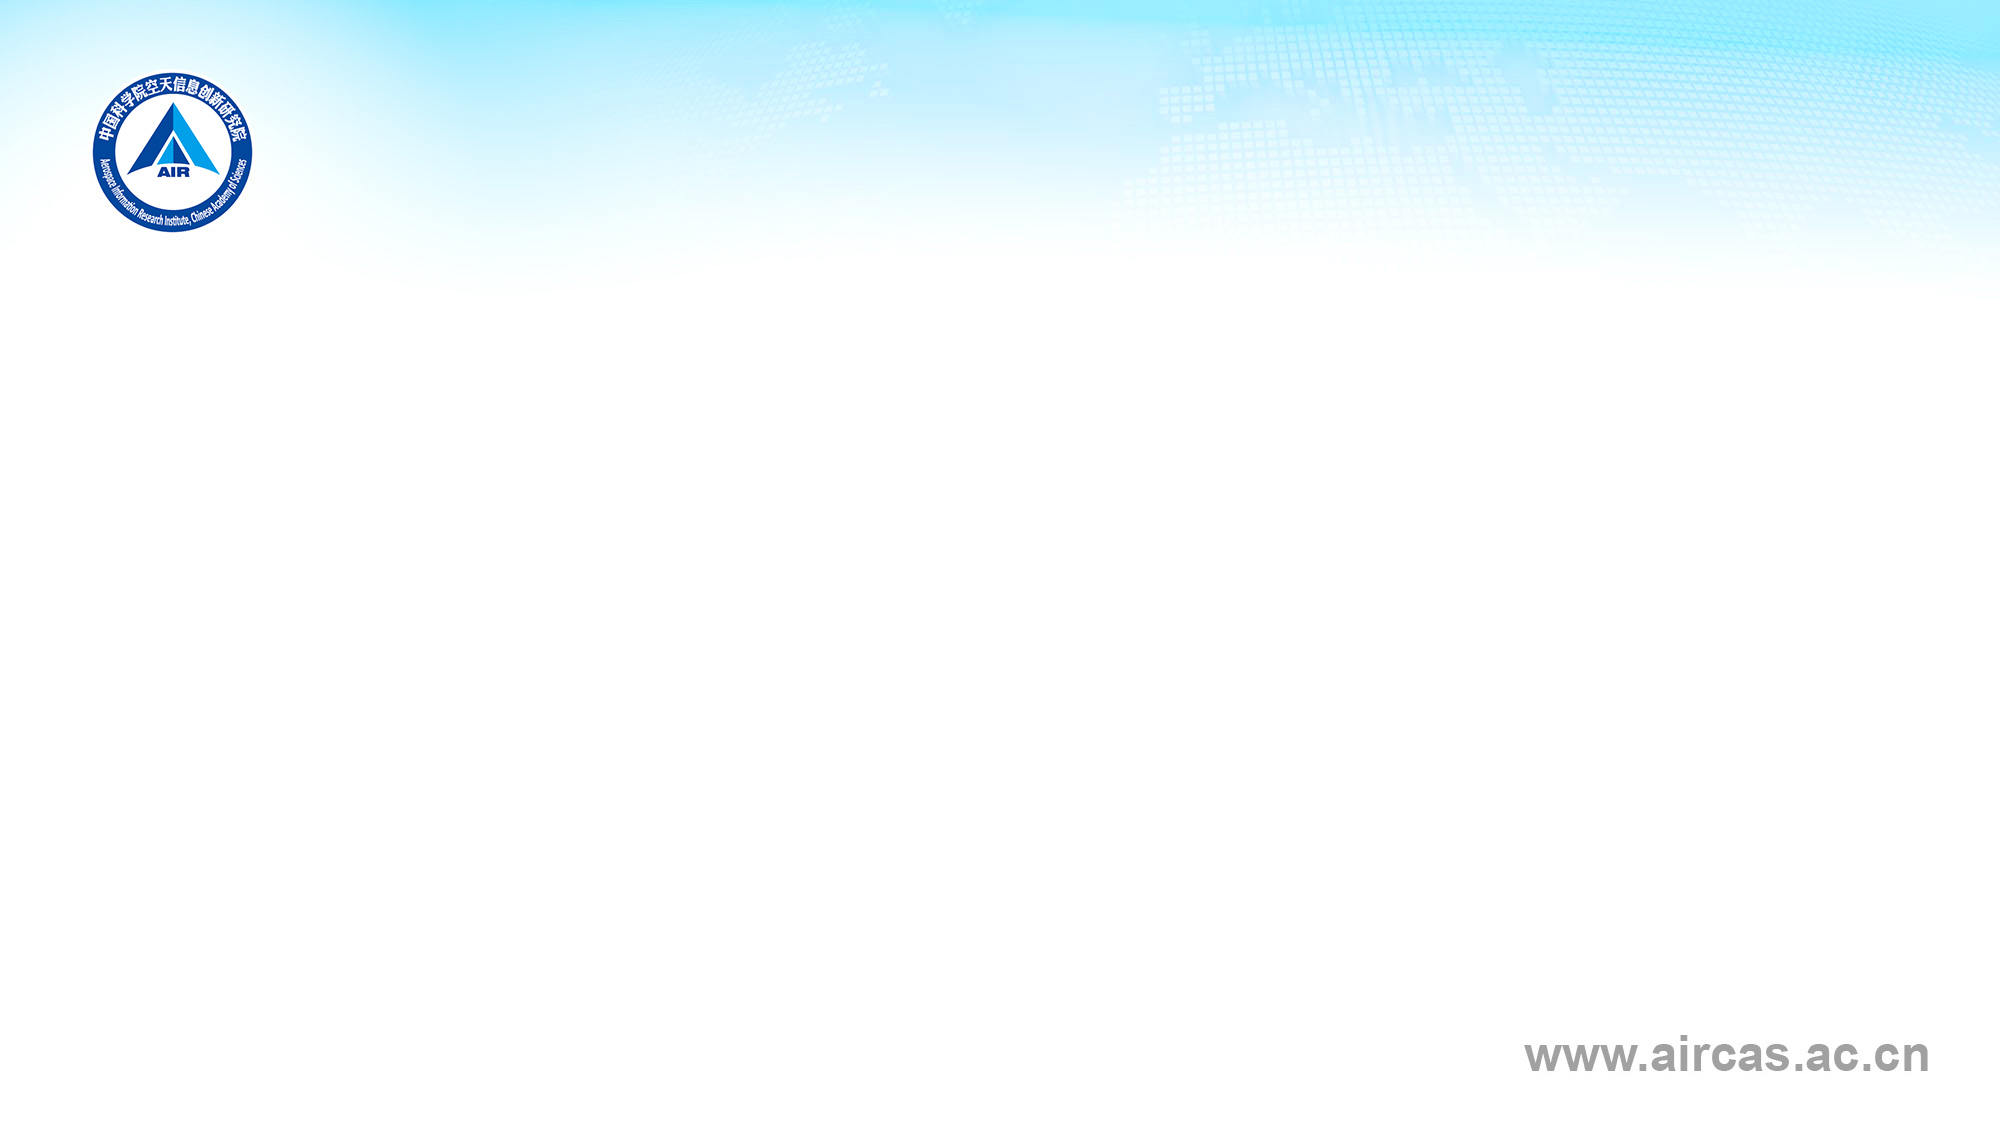 中国科学院空天信息创新研究院
AIR
Aerospace Information Research Institute, Chinese Academy of Sciences
www.aircas.ac.cn